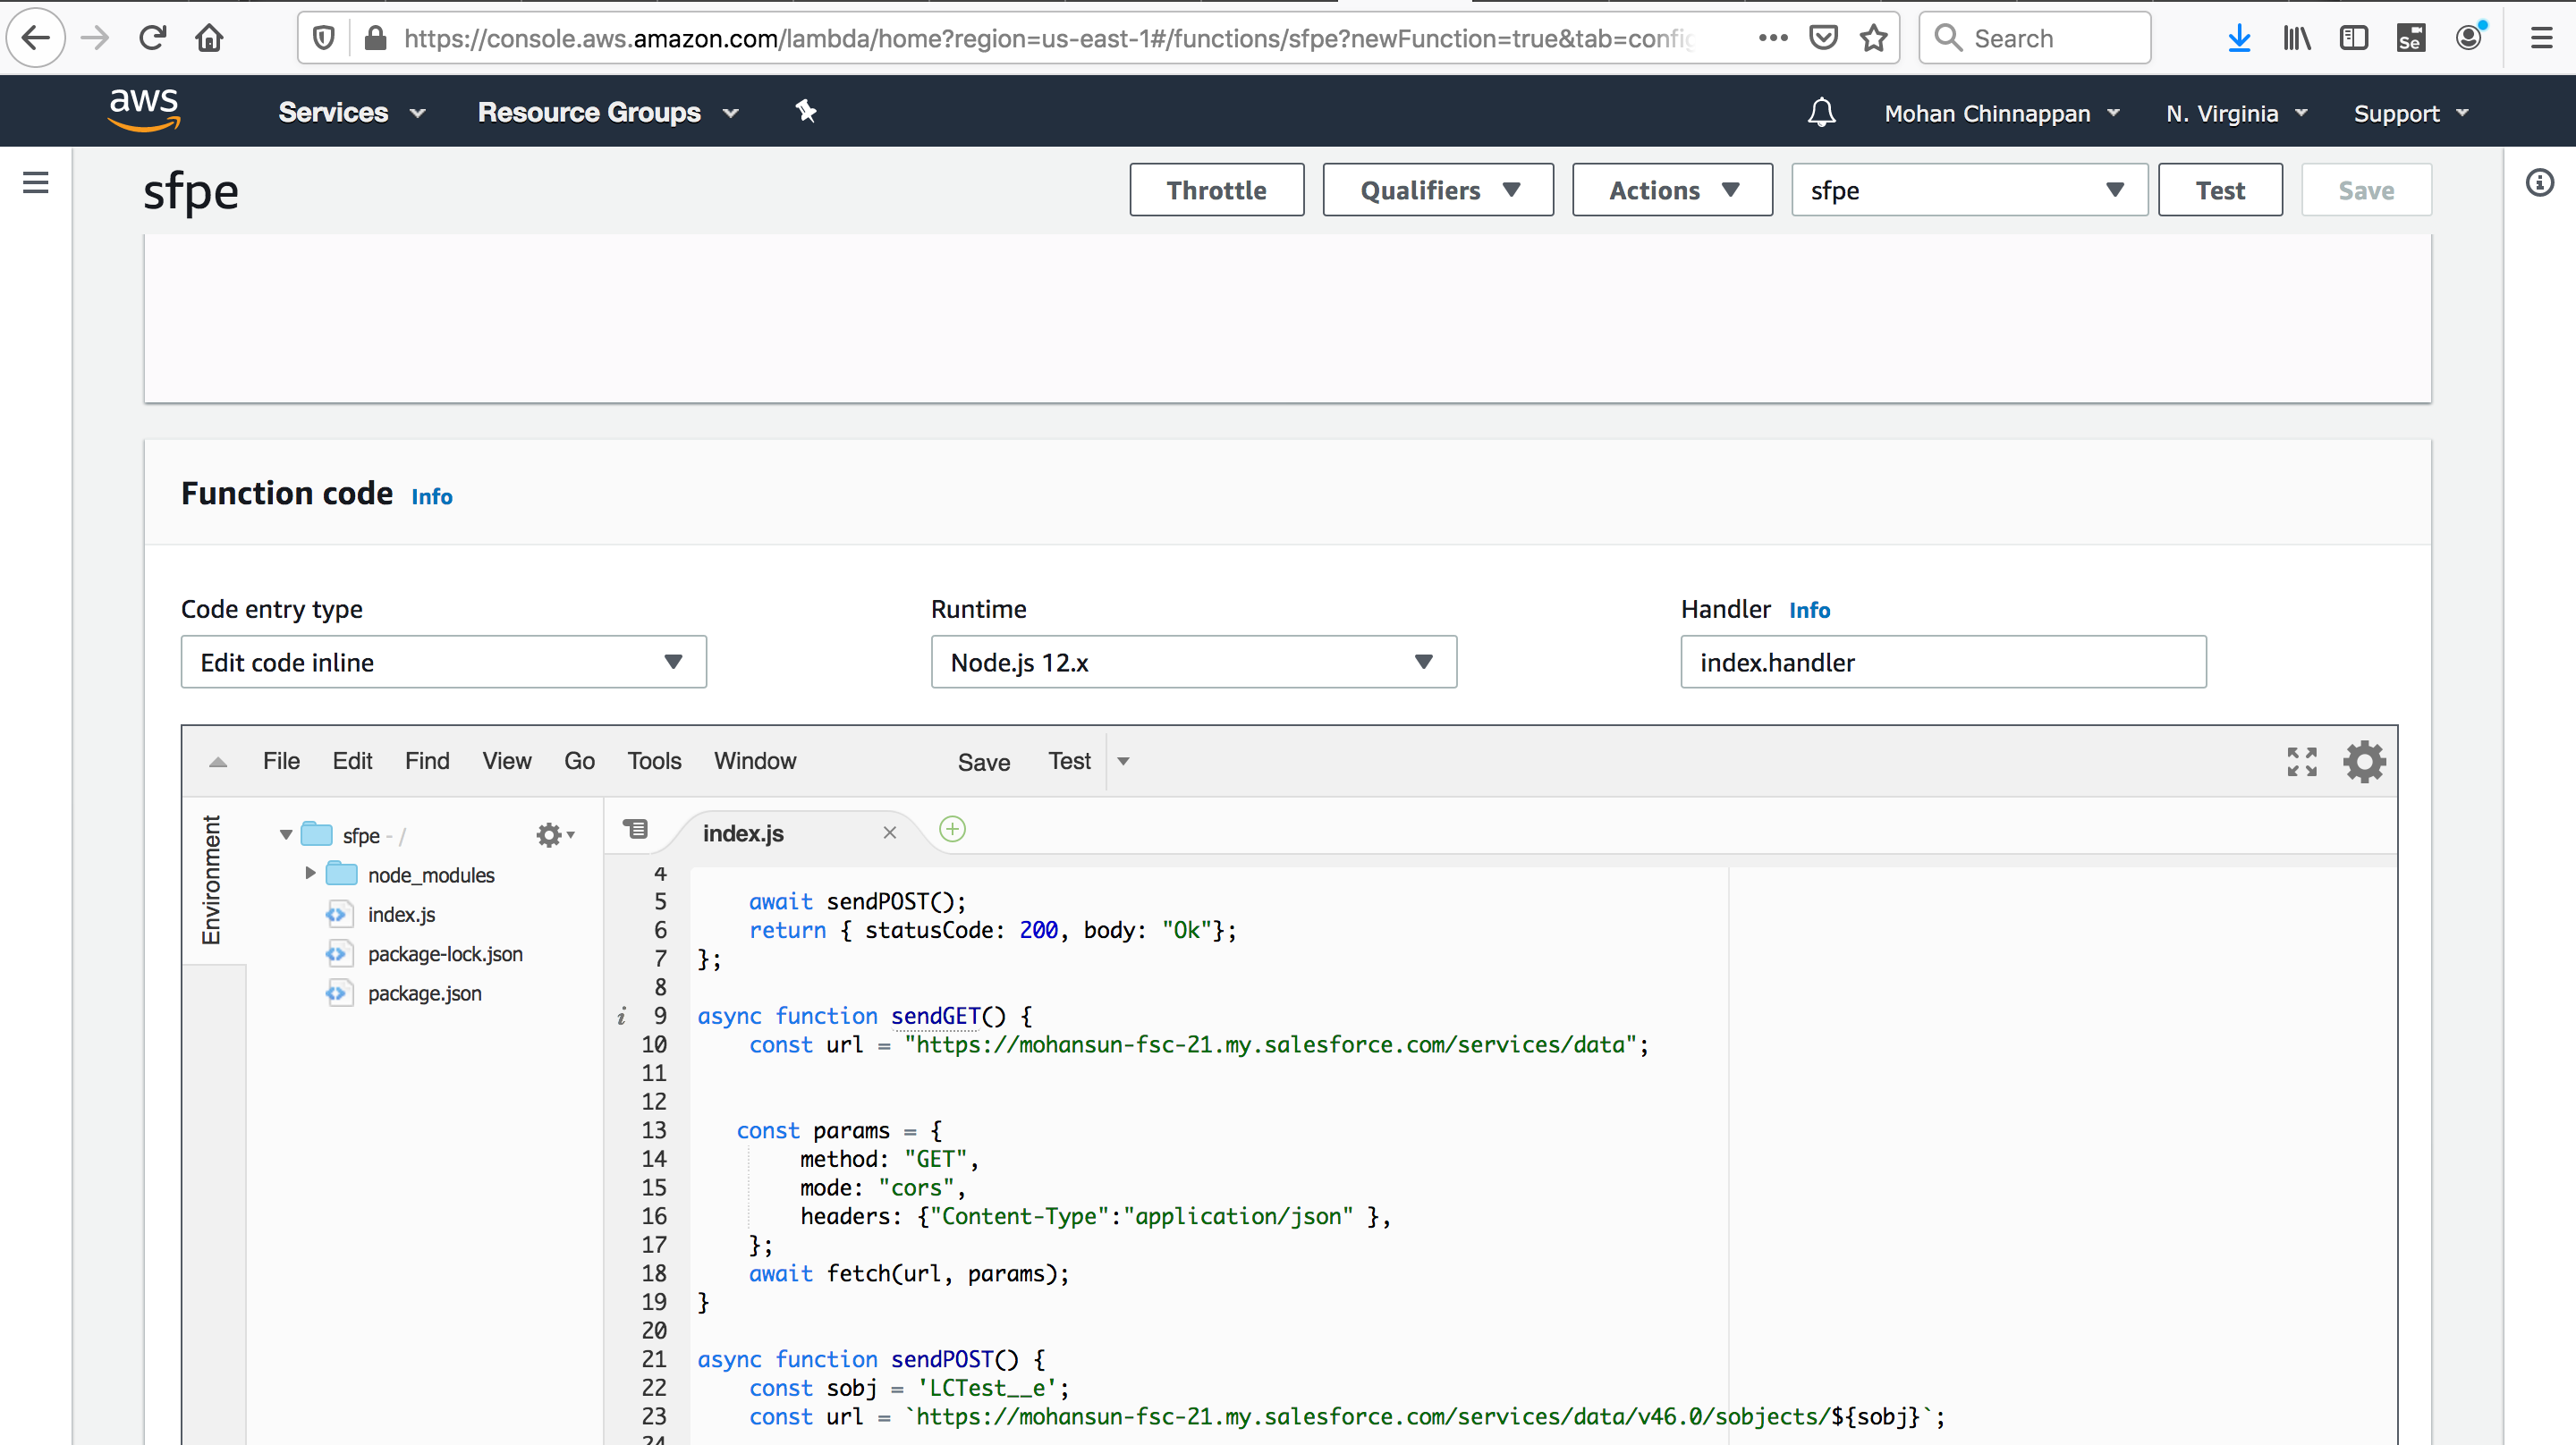 https://console.aws.amazon.com/lambda/home?region=us-east-1#/functions/sfpe?newFunction=true&tab=config
Search
Se
aws
Services
Resource Groups
Mohan Chinnappan
N. Virginia
Support
sfpe
Throttle
Qualifiers
Actions
sfpe
Test
Save
Function code Info
Code entry type
Runtime
Handler Info
Edit code inline
Node.js 12.x
index.handler
File Edit Find View Go Tools Window Save Test
Environment
sfpe - /
node_modules
index.js
package-lock.json
package.json
index.js
4
5 await sendPOST();
6 return { statusCode: 200, body: "Ok"};
7 };
8
i 9 async function sendGET() {
10 const url = "https://mohansun-fsc-21.my.salesforce.com/services/data";
11
12
13 const params = {
14 method: "GET",
15 mode: "cors",
16 headers: {"Content-Type":"application/json" },
17 };
18 await fetch(url, params);
19 }
20
21 async function sendPOST() {
22 const sobj = 'LCTest__e';
23 const url = `https://mohansun-fsc-21.my.salesforce.com/services/data/v46.0/sobjects/${sobj}`;
24